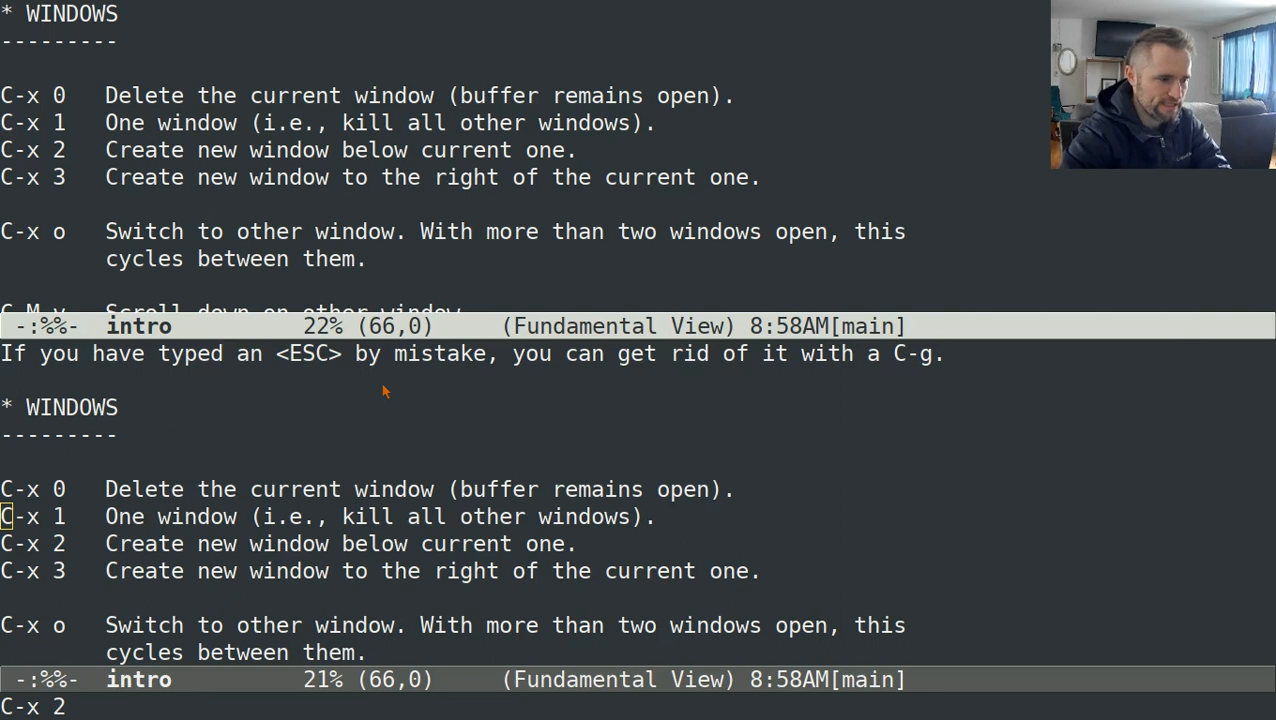 * WINDOWS
---------
C-x 0   Delete the current window (buffer remains open).
C-x 1   One window (i.e., kill all other windows).
C-x 2   Create new window below current one.
C-x 3   Create new window to the right of the current one.
C-x o   Switch to other window. With more than two windows open, this
        cycles between them.
C-M-v   Scroll down on other window.
-:%%-  intro          22% (66,0)     (Fundamental View) 8:58AM[main]
If you have typed an <ESC> by mistake, you can get rid of it with a C-g.
* WINDOWS
---------
C-x 0   Delete the current window (buffer remains open).
C-x 1   One window (i.e., kill all other windows).
C-x 2   Create new window below current one.
C-x 3   Create new window to the right of the current one.
C-x o   Switch to other window. With more than two windows open, this
        cycles between them.
-:%%-  intro          21% (66,0)     (Fundamental View) 8:58AM[main]
C-x 2